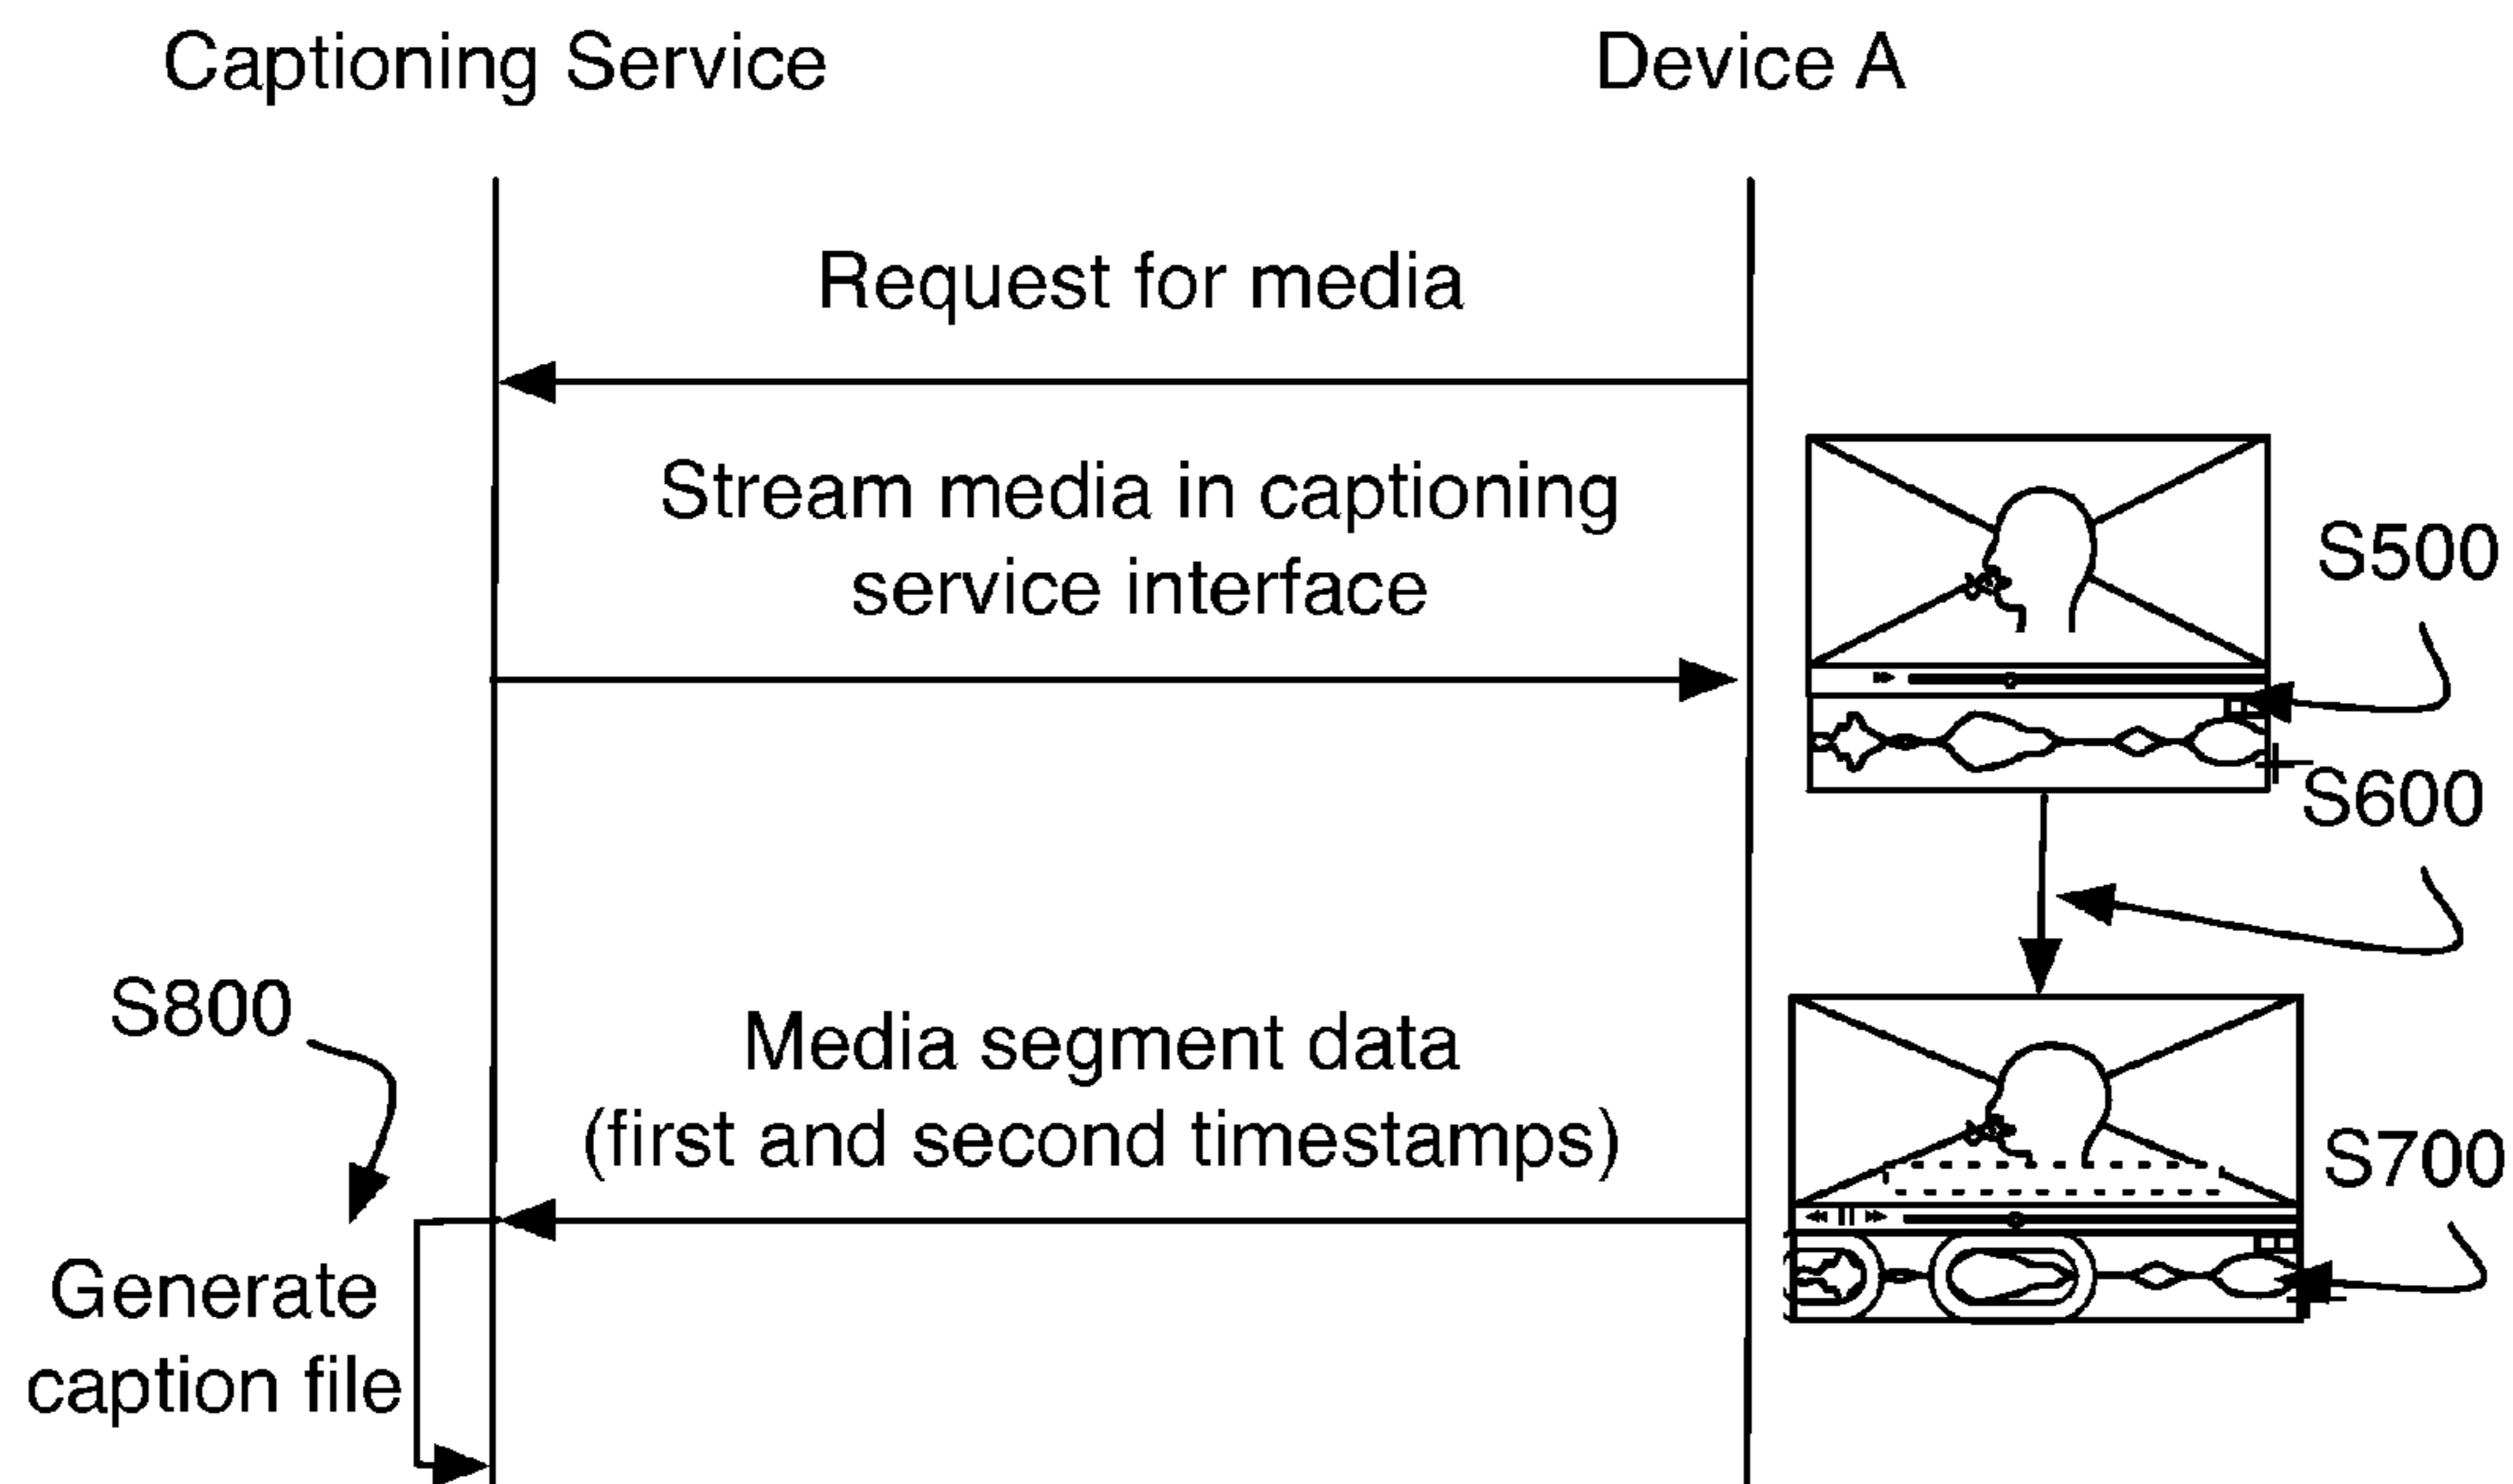 Captioning Service
Device A
Request for media
Stream media in captioning
service interface
S500
S600
S800
Media segment data
(first and second timestamps)
S700
Generate
caption file